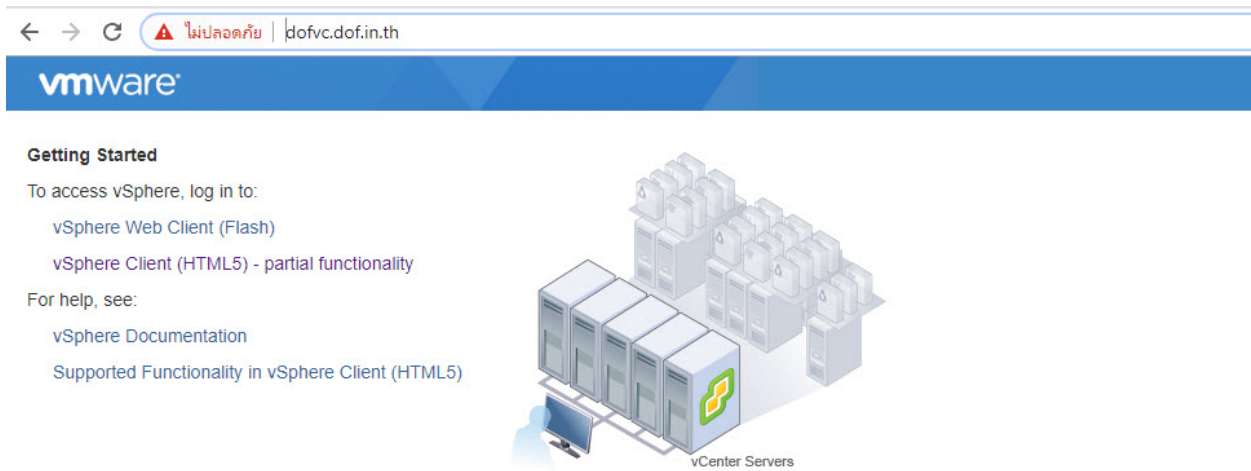 ไม่ปลอดภัย | dofvc.dof.in.th
vmware
Getting Started
To access vSphere, log in to:
vSphere Web Client (Flash)
vSphere Client (HTML5) - partial functionality
For help, see:
vSphere Documentation
Supported Functionality in vSphere Client (HTML5)
vCenter Servers